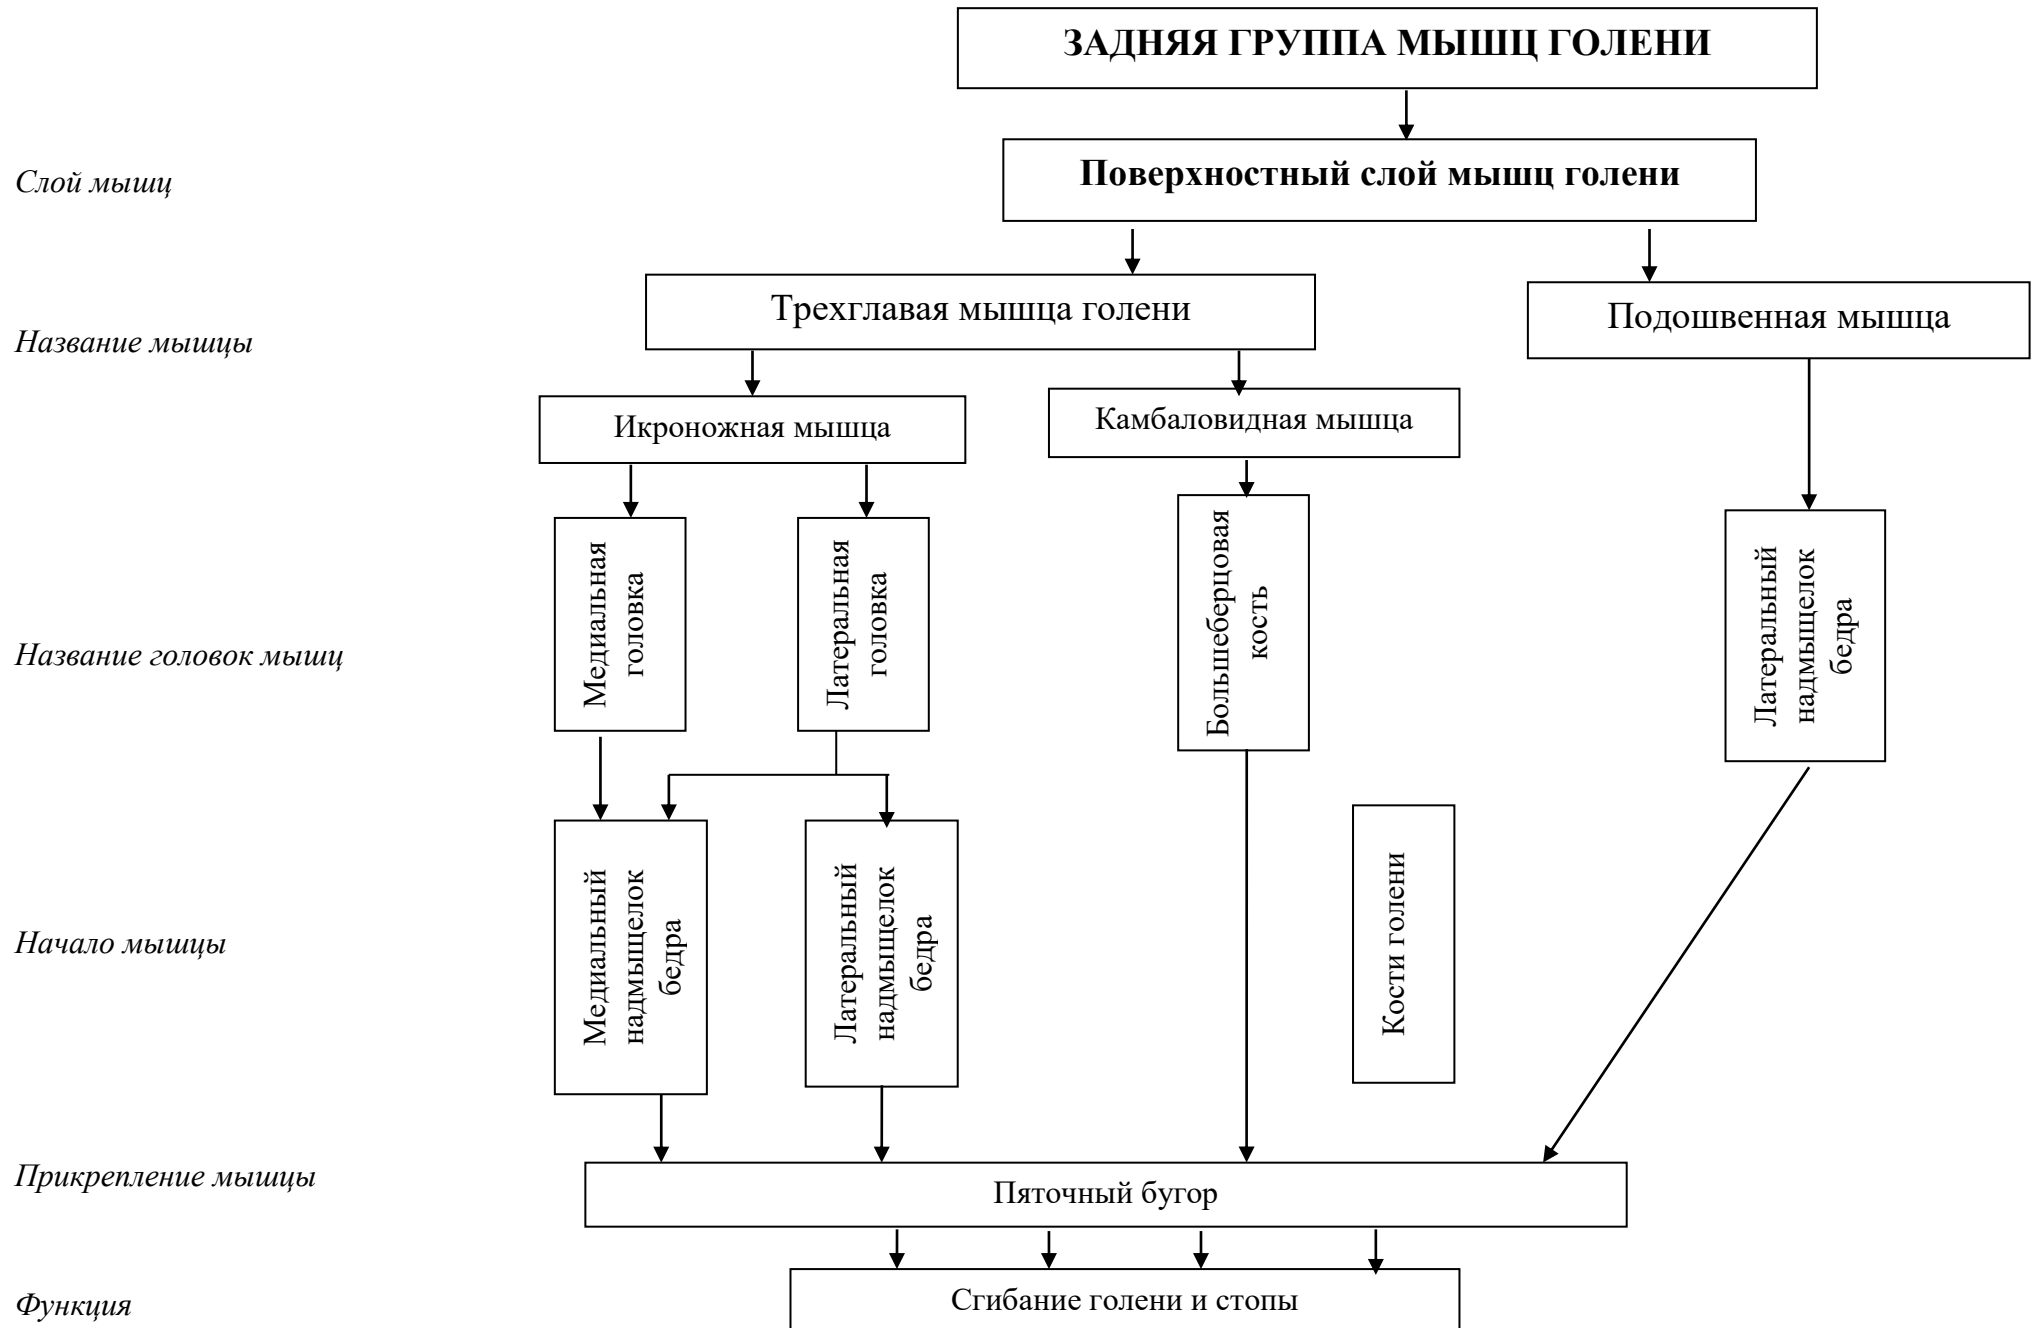 ЗАДНЯЯ ГРУППА МЫШЦ ГОЛЕНИ
Слой мышц
Поверхностный слой мышц голени
Название мышцы
Трехглавая мышца голени
Подошвенная мышца
Икроножная мышца
Камбаловидная мышца
Название головок мышц
Медиальная
головка
Латеральная
головка
Большеберцовая
кость
Латеральный
надмыщелок
бедра
Начало мышцы
Медиальный
надмыщелок
бедра
Латеральный
надмыщелок
бедра
Кости голени
Прикрепление мышцы
Пяточный бугор
Функция
Сгибание голени и стопы